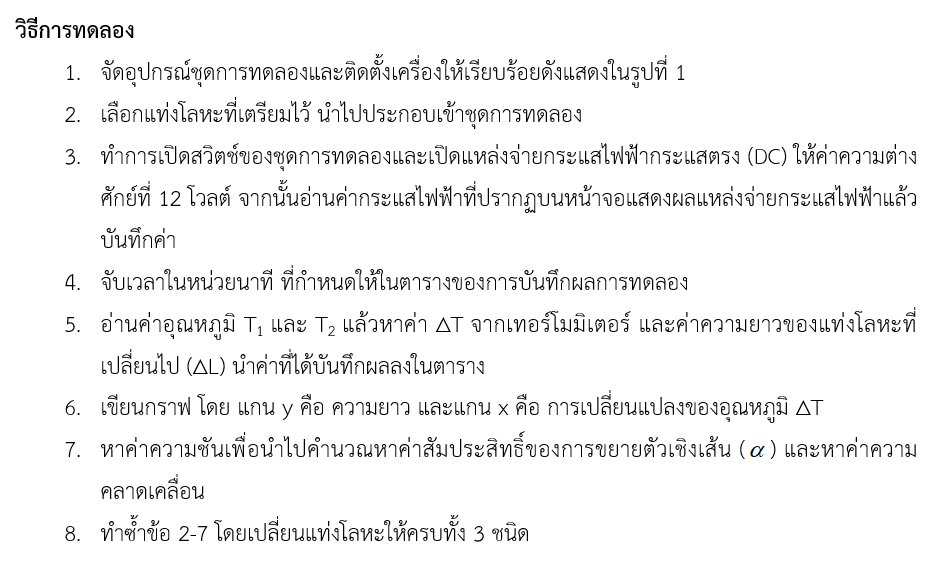 วิธีการทดลอง
1. จัดอุปกรณ์ชุดการทดลองและติดตั้งเครื่องให้เรียบร้อยดังแสดงในรูปที่ 1
2. เลือกแท่งโลหะที่เตรียมไว้ นำไปประกอบเข้าชุดการทดลอง
3. ทำการเปิดสวิตช์ของชุดการทดลองและเปิดแหล่งจ่ายกระแสไฟฟ้ากระแสตรง (DC) ให้ค่าความต่าง
ศักย์ที่ 12 โวลต์ จากนั้นอ่านค่ากระแสไฟฟ้าที่ปรากฏบนหน้าจอแสดงผลแหล่งจ่ายกระแสไฟฟ้าแล้ว
บันทึกค่า
4. จับเวลาในหน่วยนาที ที่กำหนดให้ในตารางของการบันทึกผลการทดลอง
5. อ่านค่าอุณหภูมิ T₁ และ T₂ แล้วหาค่า ΔT จากเทอร์โมมิเตอร์ และค่าความยาวของแท่งโลหะที่
เปลี่ยนไป (ΔL) นำค่าที่ได้บันทึกผลลงในตาราง
6. เขียนกราฟ โดย แกน y คือ ความยาว และแกน x คือ การเปลี่ยนแปลงของอุณหภูมิ ΔT
7. หาค่าความชันเพื่อนำไปคำนวณหาค่าสัมประสิทธิ์ของการขยายตัวเชิงเส้น (α) และหาค่าความ
คลาดเคลื่อน
8. ทำซ้ำข้อ 2-7 โดยเปลี่ยนแท่งโลหะให้ครบทั้ง 3 ชนิด